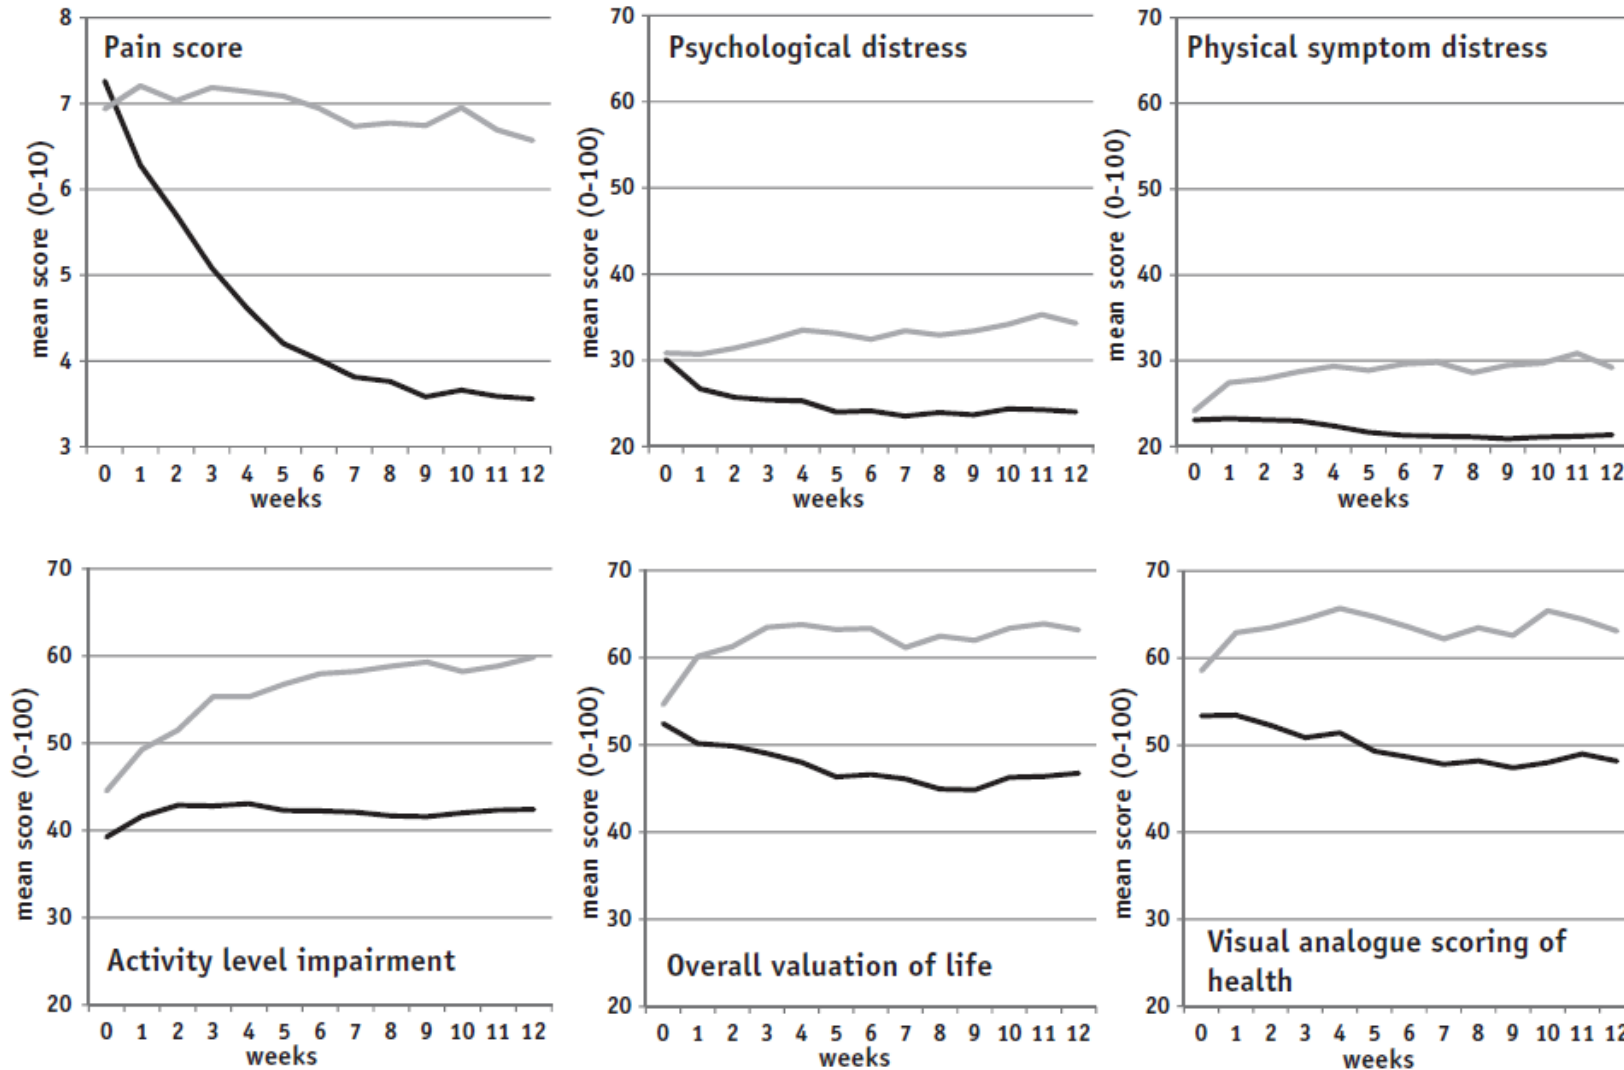 Pain score
mean score (0-10)
8
7
6
5
4
3
0 1 2 3 4 5 6 7 8 9 10 11 12
weeks
Psychological distress
mean score (0-100)
70
60
50
40
30
20
0 1 2 3 4 5 6 7 8 9 10 11 12
weeks
Physical symptom distress
mean score (0-100)
70
60
50
40
30
20
0 1 2 3 4 5 6 7 8 9 10 11 12
weeks
Activity level impairment
mean score (0-100)
70
60
50
40
30
20
0 1 2 3 4 5 6 7 8 9 10 11 12
weeks
Overall valuation of life
mean score (0-100)
70
60
50
40
30
20
0 1 2 3 4 5 6 7 8 9 10 11 12
weeks
Visual analogue scoring of
health
mean score (0-100)
70
60
50
40
30
20
0 1 2 3 4 5 6 7 8 9 10 11 12
weeks